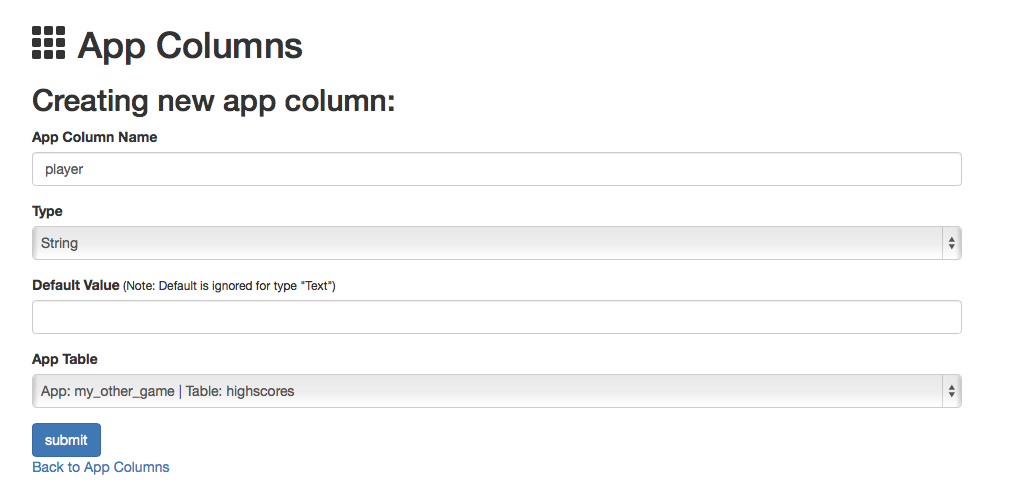 App Columns
Creating new app column:
App Column Name
player
Type
String
Default Value (Note: Default is ignored for type "Text")
App Table
App: my_other_game | Table: highscores
submit
Back to App Columns